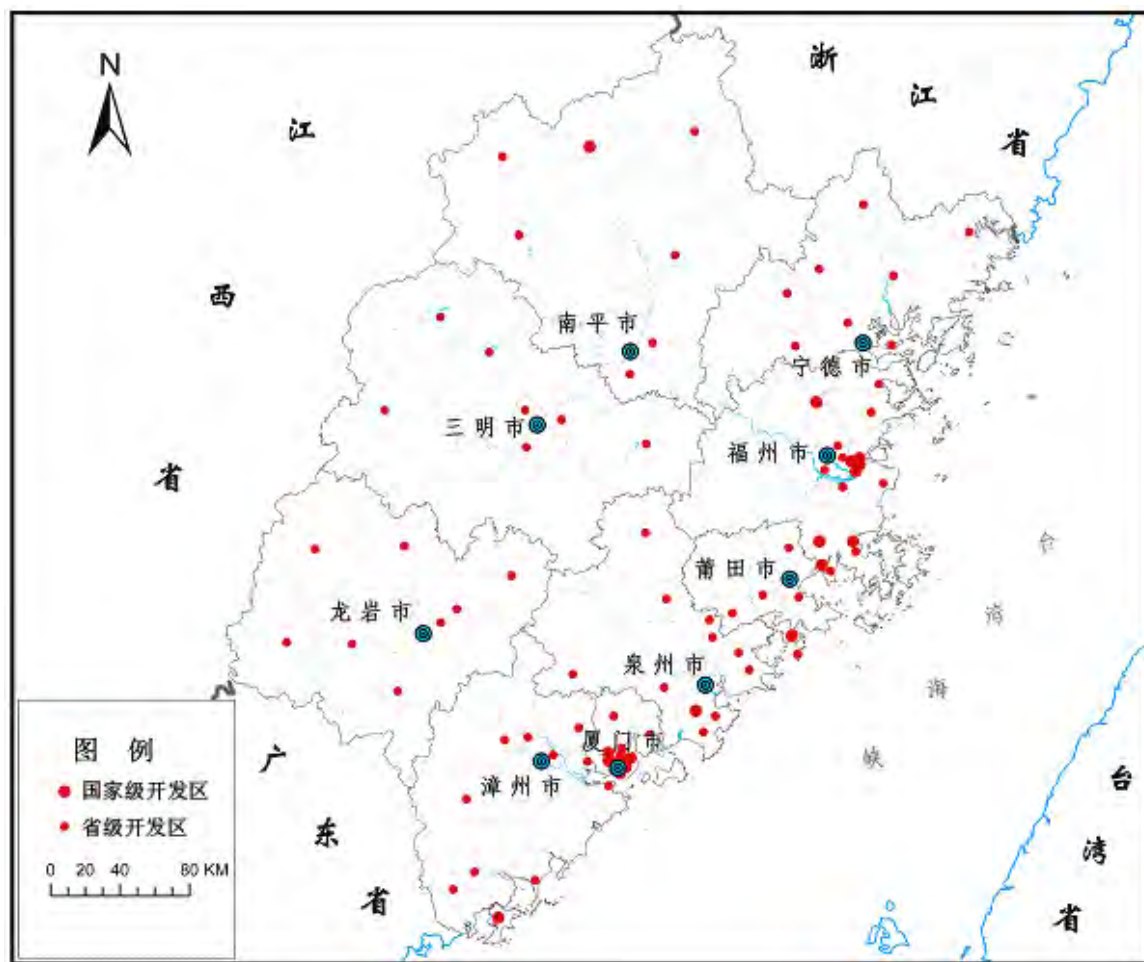 N
浙江省
江西省
南平市
宁德市
三明市
福州市
莆田市
龙岩市
泉州市
厦门市
漳州市
台湾海峡
广东省
台湾省
图 例
国家级开发区
省级开发区
0 20 40 80 KM